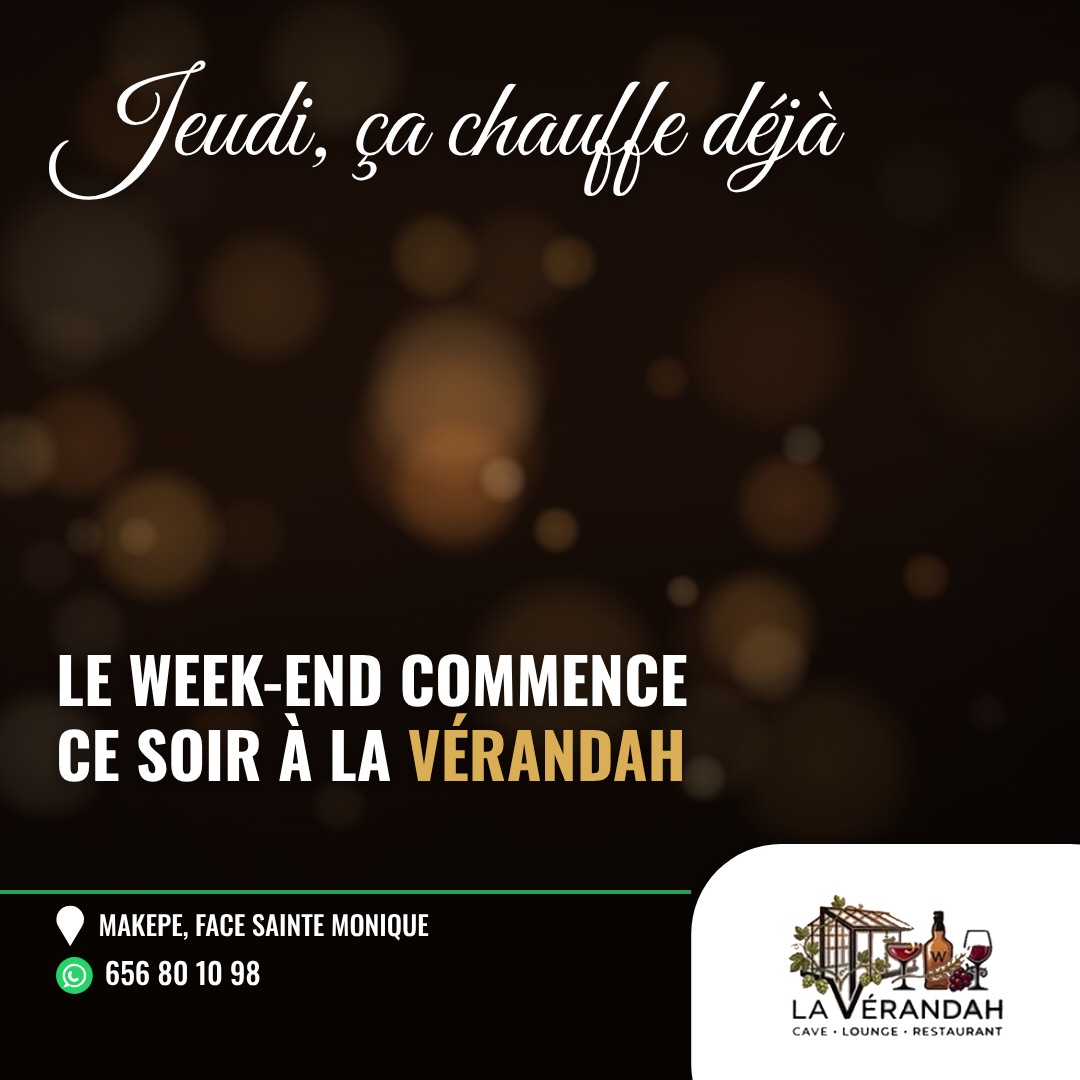 Jeudi, ça chauffe déjà
LE WEEK-END COMMENCE
CE SOIR À LA VÉRANDAH
MAKEPE, FACE SAINTE MONIQUE
656 80 10 98
W
LA VÉRANDAH
CAVE • LOUNGE • RESTAURANT